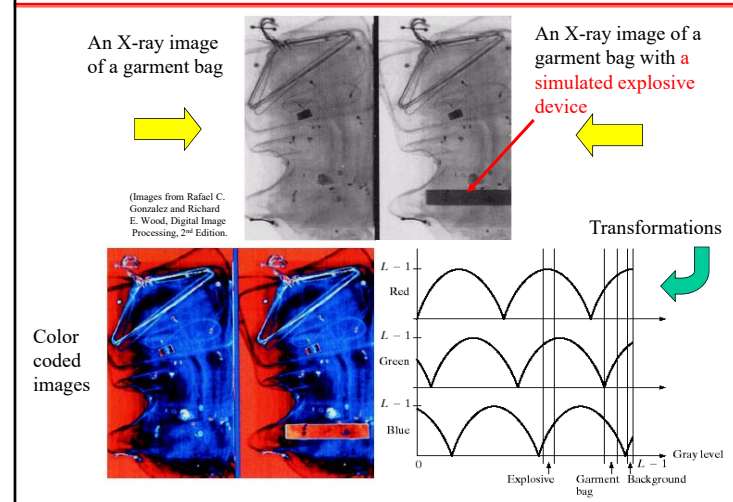 An X-ray image
of a garment bag
An X-ray image of a
garment bag with a
simulated explosive
device
(Images from Rafael C.
Gonzalez and Richard
E. Wood, Digital Image
Processing, 2nd Edition.
Transformations
Color
coded
images
L − 1
Red
L − 1
Green
L − 1
Blue
0
L − 1
Gray level
Explosive
Garment
bag
Background